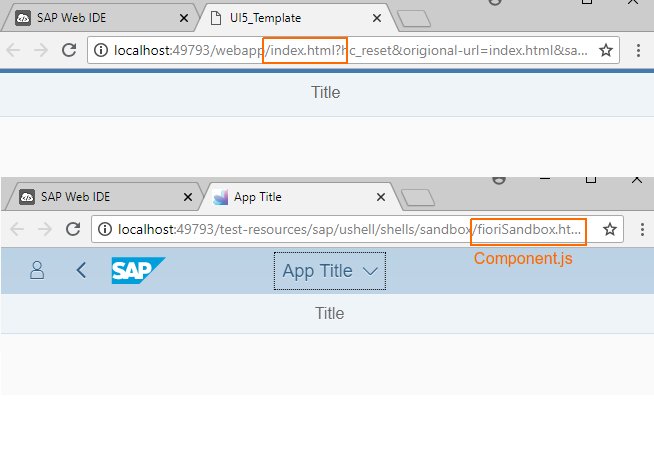 SAP Web IDE
UI5_Template
localhost:49793/webapp/index.html?hc_reset&origional-url=index.html&sa...
Title
SAP Web IDE
App Title
localhost:49793/test-resources/sap/ushell/shells/sandbox/fioriSandbox.ht...
Component.js
SAP
App Title
Title